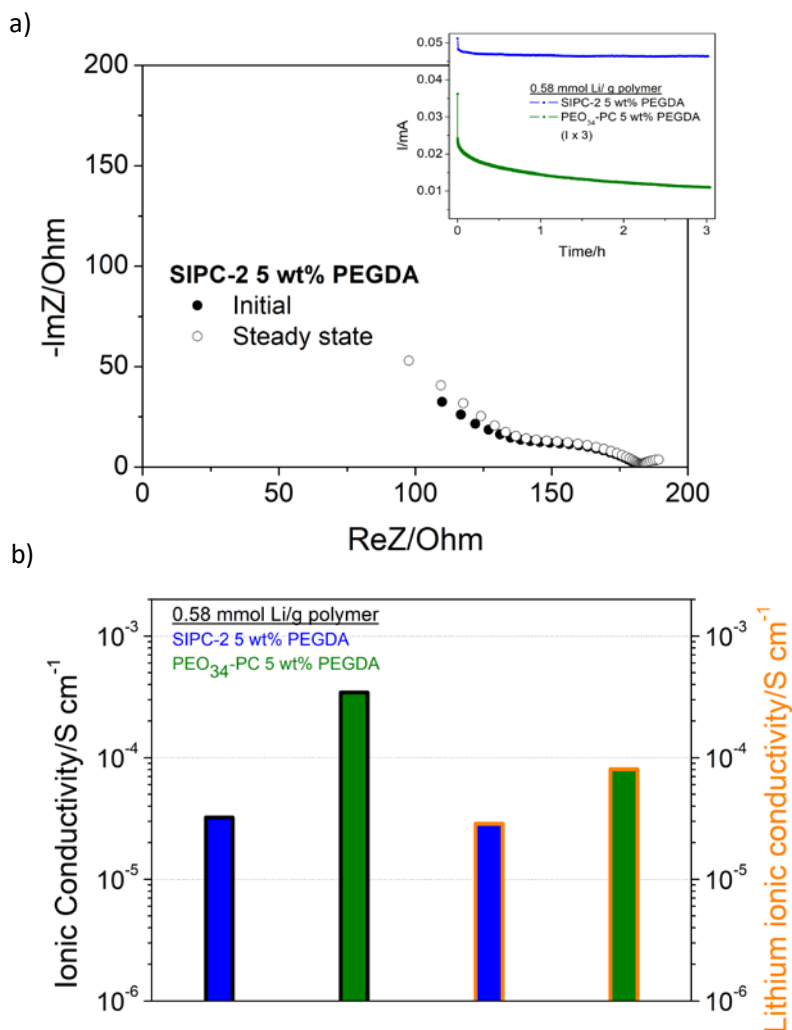 a)
200
150
100
50
0
-ImZ/Ohm
SIPC-2 5 wt% PEGDA
Initial
Steady state
0 50 100 150 200
ReZ/Ohm
0.05
0.04
0.03
0.02
0.01
I/mA
0.58 mmol Li/ g polymer
SIPC-2 5 wt% PEGDA
PEO34-PC 5 wt% PEGDA
(I x 3)
0 1 2 3
Time/h
b)
0.58 mmol Li/g polymer
SIPC-2 5 wt% PEGDA
PEO34-PC 5 wt% PEGDA
10-3
10-4
10-5
10-6
Ionic Conductivity/S cm-1
10-3
10-4
10-5
10-6
Lithium ionic conductivity/S cm-1